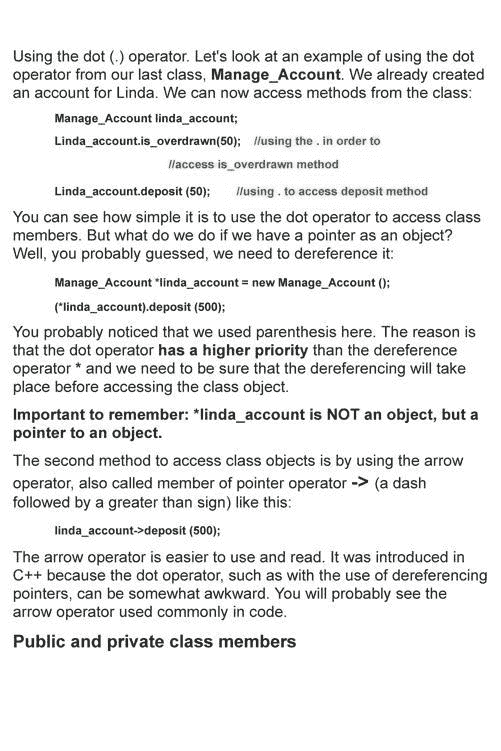 Using the dot (.) operator. Let's look at an example of using the dot
operator from our last class, Manage_Account. We already created
an account for Linda. We can now access methods from the class:
Manage_Account linda_account;
Linda_account.is_overdrawn(50); //using the . in order to
//access is_overdrawn method
Linda_account.deposit (50); //using . to access deposit method
You can see how simple it is to use the dot operator to access class
members. But what do we do if we have a pointer as an object?
Well, you probably guessed, we need to dereference it:
Manage_Account *linda_account = new Manage_Account ();
(*linda_account).deposit (500);
You probably noticed that we used parenthesis here. The reason is
that the dot operator has a higher priority than the dereference
operator * and we need to be sure that the dereferencing will take
place before accessing the class object.
Important to remember: *linda_account is NOT an object, but a
pointer to an object.
The second method to access class objects is by using the arrow
operator, also called member of pointer operator -> (a dash
followed by a greater than sign) like this:
linda_account->deposit (500);
The arrow operator is easier to use and read. It was introduced in
C++ because the dot operator, such as with the use of dereferencing
pointers, can be somewhat awkward. You will probably see the
arrow operator used commonly in code.
Public and private class members